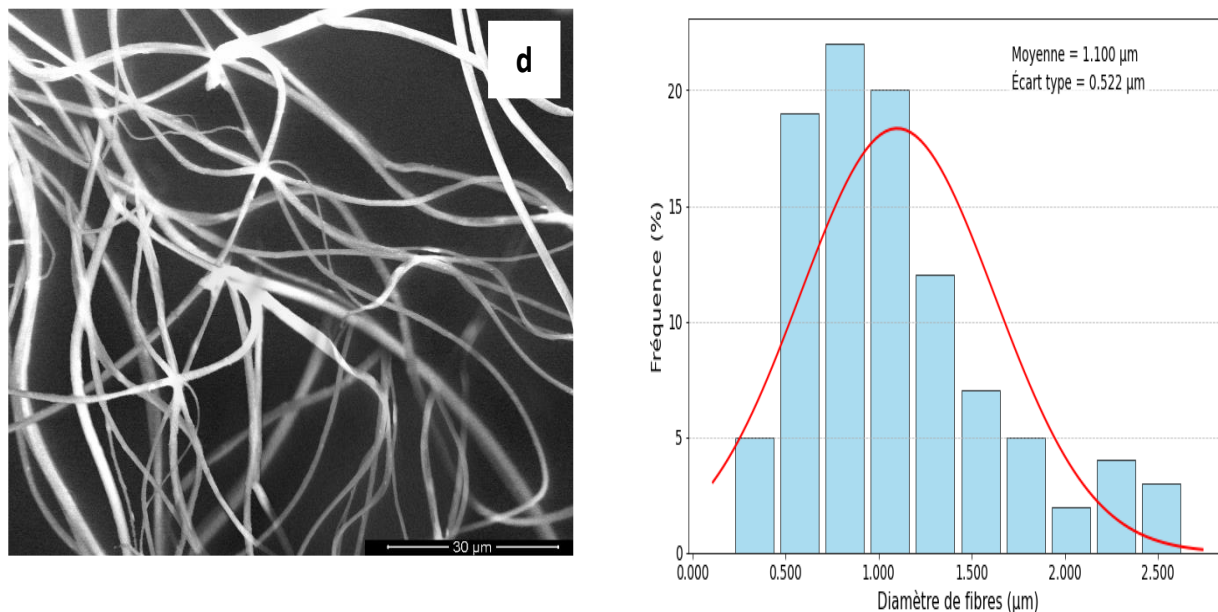 d
30 µm
Moyenne = 1.100 µm
Écart type = 0.522 µm
Fréquence (%)
20
15
10
5
0
0.000 0.500 1.000 1.500 2.000 2.500
Diamètre de fibres (µm)